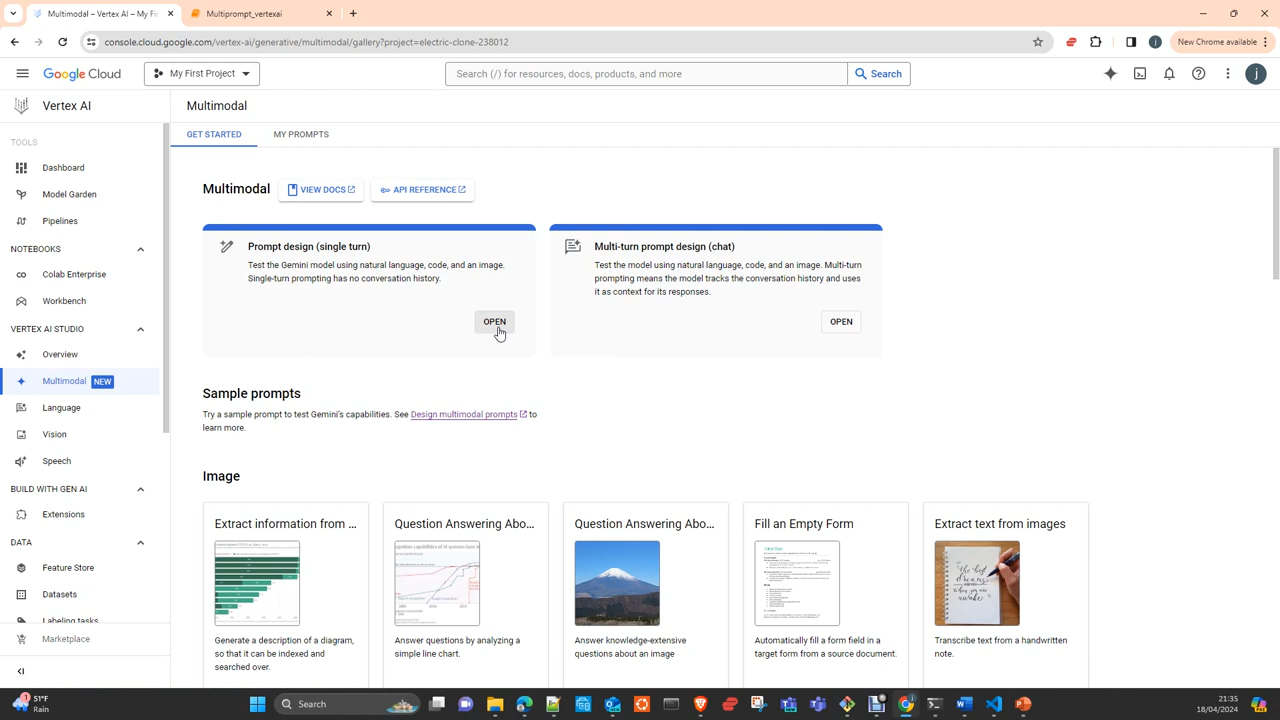 Multimodal – Vertex AI – My Fi
Multiprompt_vertexai
console.cloud.google.com/vertex-ai/generative/multimodal/gallery?project=electric-clone-238012
New Chrome available
Google Cloud
My First Project
Search (/) for resources, docs, products, and more
Search
j
Vertex AI
Multimodal
TOOLS
Dashboard
Model Garden
Pipelines
NOTEBOOKS
Colab Enterprise
Workbench
VERTEX AI STUDIO
Overview
Multimodal NEW
Language
Vision
Speech
BUILD WITH GEN AI
Extensions
DATA
Feature Store
Datasets
Labeling tasks
Marketplace
GET STARTED
MY PROMPTS
Multimodal
VIEW DOCS
API REFERENCE
Prompt design (single turn)
Test the Gemini model using natural language, code, and an image.
Single-turn prompting has no conversation history.
OPEN
Multi-turn prompt design (chat)
Test the model using natural language, code, and an image. Multi-turn
prompting means the model tracks the conversation history and uses
it as context for its responses.
OPEN
Sample prompts
Try a sample prompt to test Gemini's capabilities. See Design multimodal prompts to
learn more.
Image
Extract information from ...
Generate a description of a diagram,
so that it can be indexed and
searched over.
Question Answering Abo...
Answer questions by analyzing a
simple line chart.
Question Answering Abo...
Answer knowledge-extensive
questions about an image
Fill an Empty Form
Automatically fill a form field in a
target form from a source document.
Extract text from images
Transcribe text from a handwritten
note.
51°F
Rain
Search
21:35
18/04/2024